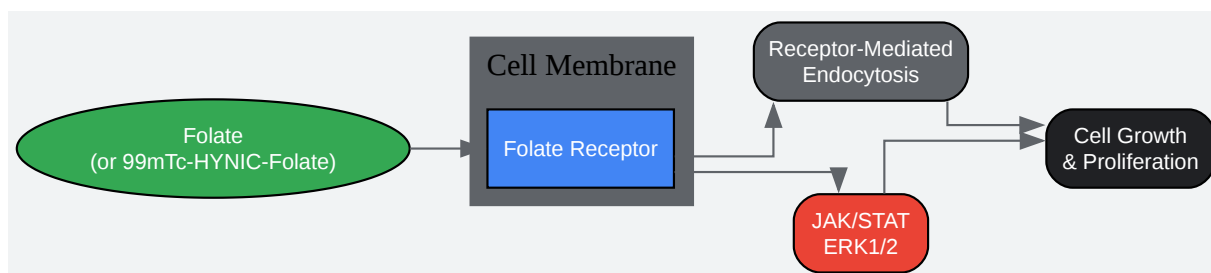 Folate
(or 99mTc-HYNIC-Folate)
Cell Membrane
Folate Receptor
Receptor-Mediated
Endocytosis
JAK/STAT
ERK1/2
Cell Growth
& Proliferation